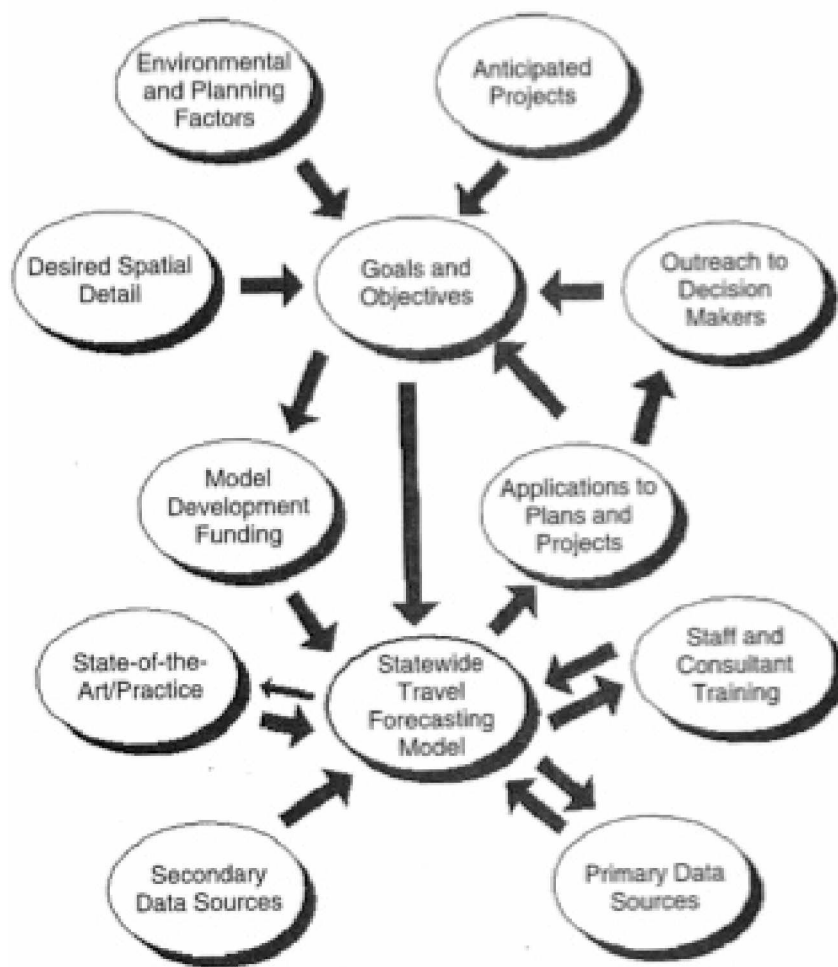 Environmental
and Planning
Factors
Anticipated
Projects
Desired Spatial
Detail
Goals and
Objectives
Outreach to
Decision
Makers
Model
Development
Funding
Applications to
Plans and
Projects
State-of-the-
Art/Practice
Statewide
Travel
Forecasting
Model
Staff and
Consultant
Training
Secondary
Data Sources
Primary Data
Sources